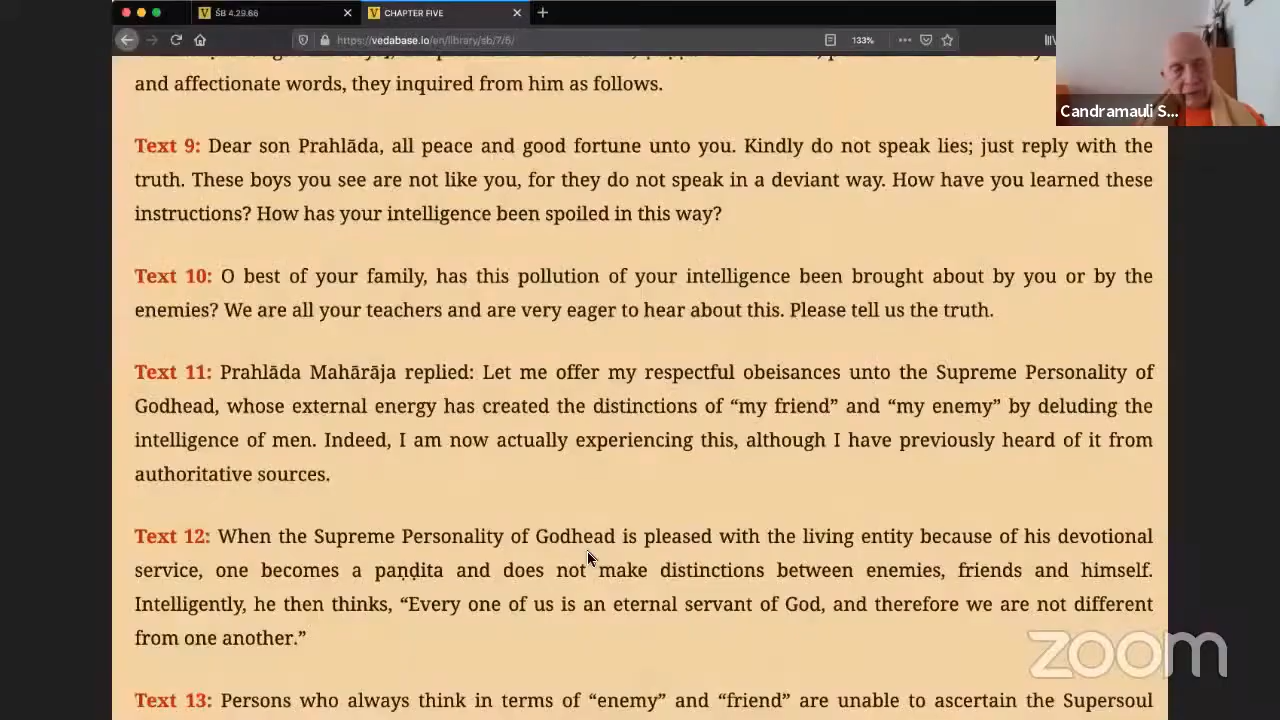 ŚB 4.29.66
CHAPTER FIVE
https://vedabase.io/en/library/sb/7/5/
133%
and affectionate words, they inquired from him as follows.
Candramauli S...
Text 9: Dear son Prahlāda, all peace and good fortune unto you. Kindly do not speak lies; just reply with the
truth. These boys you see are not like you, for they do not speak in a deviant way. How have you learned these
instructions? How has your intelligence been spoiled in this way?
Text 10: O best of your family, has this pollution of your intelligence been brought about by you or by the
enemies? We are all your teachers and are very eager to hear about this. Please tell us the truth.
Text 11: Prahlāda Mahārāja replied: Let me offer my respectful obeisances unto the Supreme Personality of
Godhead, whose external energy has created the distinctions of “my friend” and “my enemy” by deluding the
intelligence of men. Indeed, I am now actually experiencing this, although I have previously heard of it from
authoritative sources.
Text 12: When the Supreme Personality of Godhead is pleased with the living entity because of his devotional
service, one becomes a paṇḍita and does not make distinctions between enemies, friends and himself.
Intelligently, he then thinks, “Every one of us is an eternal servant of God, and therefore we are not different
from one another.”
zoom
Text 13: Persons who always think in terms of “enemy” and “friend” are unable to ascertain the Supersoul